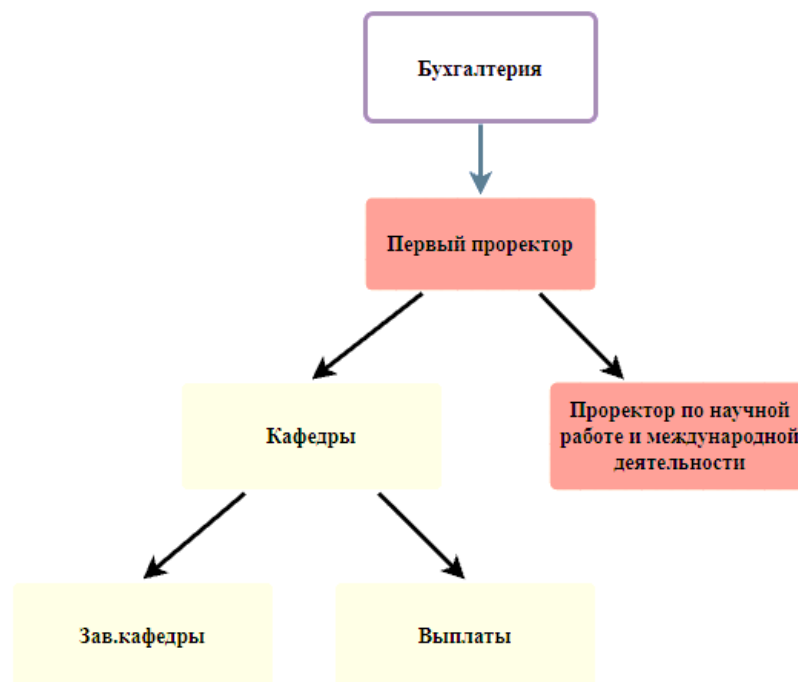 Бухгалтерия
Первый проректор
Кафедры
Проректор по научной
работе и международной
деятельности
Зав.кафедры
Выплаты